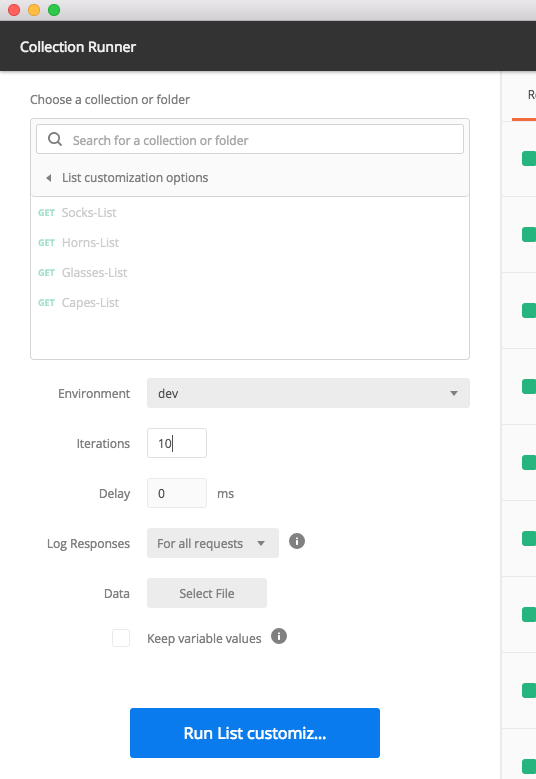 Collection Runner
Choose a collection or folder
Search for a collection or folder
List customization options
GET Socks-List
GET Horns-List
GET Glasses-List
GET Capes-List
Environment dev
Iterations 10
Delay 0 ms
Log Responses For all requests
Data Select File
Keep variable values
Run List customiz...